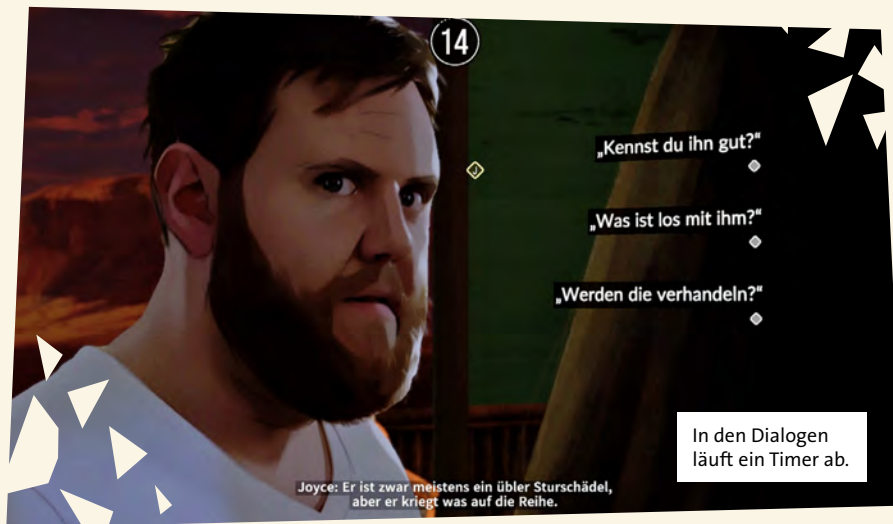 14
„Kennst du ihn gut?“
J
„Was ist los mit ihm?“
„Werden die verhandeln?“
In den Dialogen
läuft ein Timer ab.
Joyce: Er ist zwar meistens ein übler Sturschädel,
aber er kriegt was auf die Reihe.